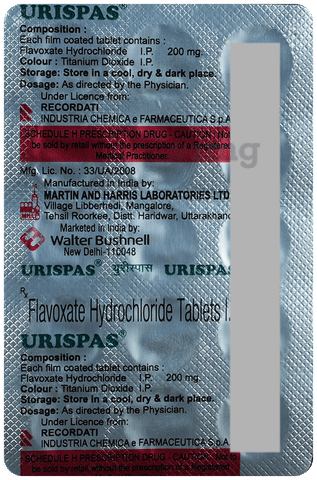 URISPAS®
Composition :
Each film coated tablet contains :
Flavoxate Hydrochloride I.P. 200 mg.
Colour : Titanium Dioxide I.P.
Storage: Store in a cool, dry & dark place.
Dosage: As directed by the Physician.
Under Licence from:
RECORDATI
INDUSTRIA CHIMICA e FARMACEUTICA S p.A
SCHEDULE H PRESCRIPTION DRUG - CAUTION : Not to
be sold by retail without the prescription of a Registered
Medical Practitioner.
Mfg. Lic. No. : 33/UA/2008
Manufactured in India by:
MARTIN AND HARRIS LABORATORIES LTD
Village Libberhedi, Mangalore,
Tehsil Roorkee, Distt. Haridwar, Uttarakhand
Marketed in India by:
Walter Bushnell
New Delhi-110048
URISPAS® युरीस्पास URISPAS
Rx
Flavoxate Hydrochloride Tablets I.
URISPAS®
Composition :
Each film coated tablet contains :
Flavoxate Hydrochloride I.P. 200 mg.
Colour : Titanium Dioxide I.P.
Storage: Store in a cool, dry & dark place.
Dosage: As directed by the Physician.
Under Licence from:
RECORDATI
INDUSTRIA CHEMICA e FARMACEUTICA S p.A
SCHEDULE H PRESCRIPTION DRUG - CAUTION : Not to
be sold by retail without the prescription of a Registered